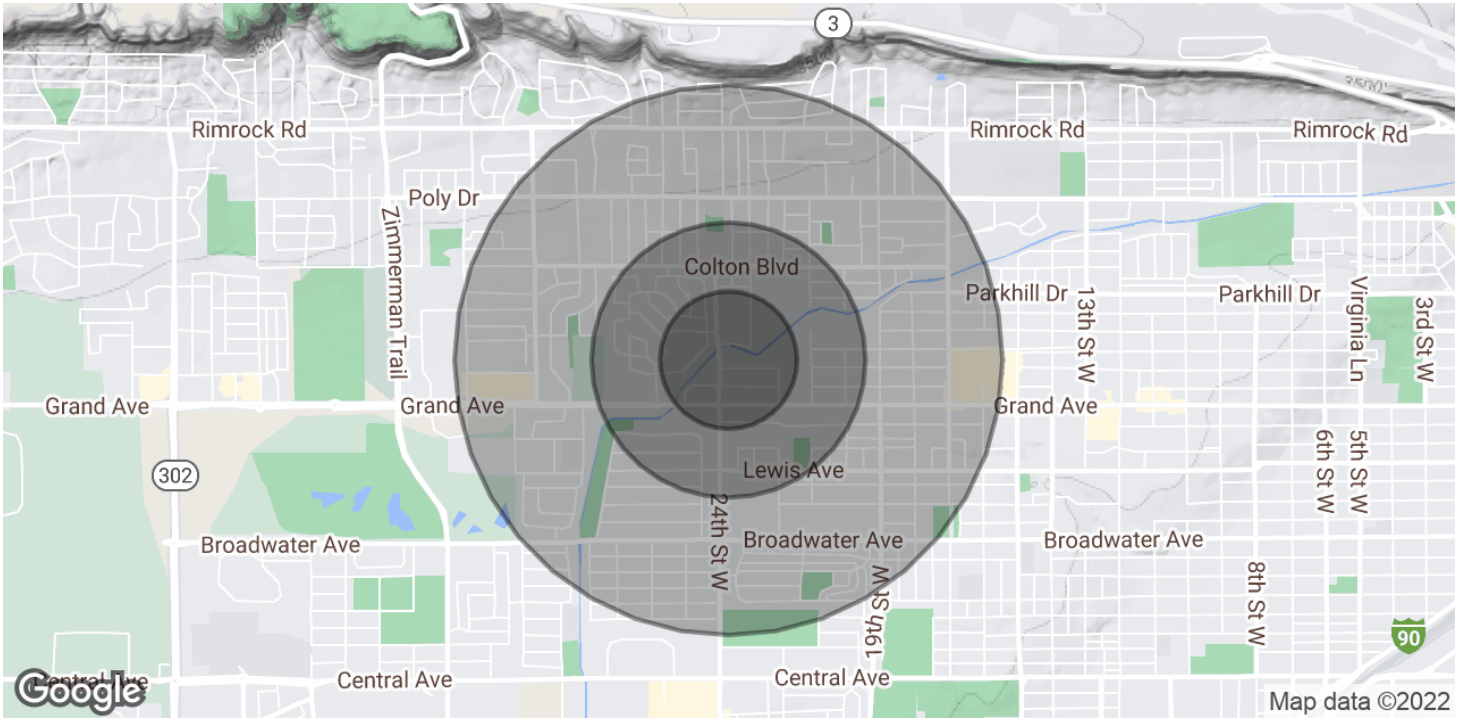 3
3500'
3500'
Rimrock Rd
Rimrock Rd
Rimrock Rd
Poly Dr
Zimmerman Trail
Colton Blvd
Parkhill Dr
13th St W
Parkhill Dr
Virginia Ln
3rd St W
Grand Ave
Grand Ave
Grand Ave
302
Lewis Ave
6th St W
5th St W
24th St W
Broadwater Ave
Broadwater Ave
Broadwater Ave
19th St W
8th St W
90
Central Ave
Central Ave
Central Ave
Google
Map data ©2022